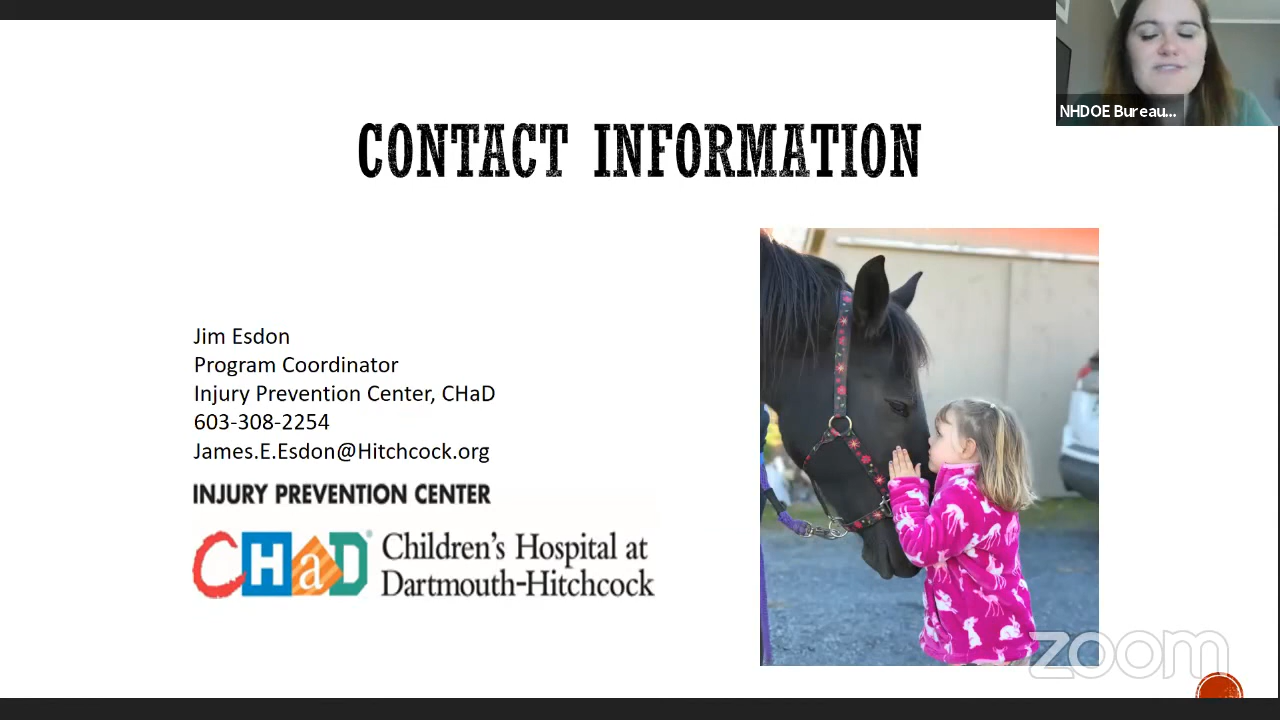 NHDOE Bureau...
CONTACT INFORMATION
Jim Esdon
Program Coordinator
Injury Prevention Center, CHaD
603-308-2254
James.E.Esdon@Hitchcock.org
INJURY PREVENTION CENTER
CHaD® Children's Hospital at
Dartmouth-Hitchcock
zoom